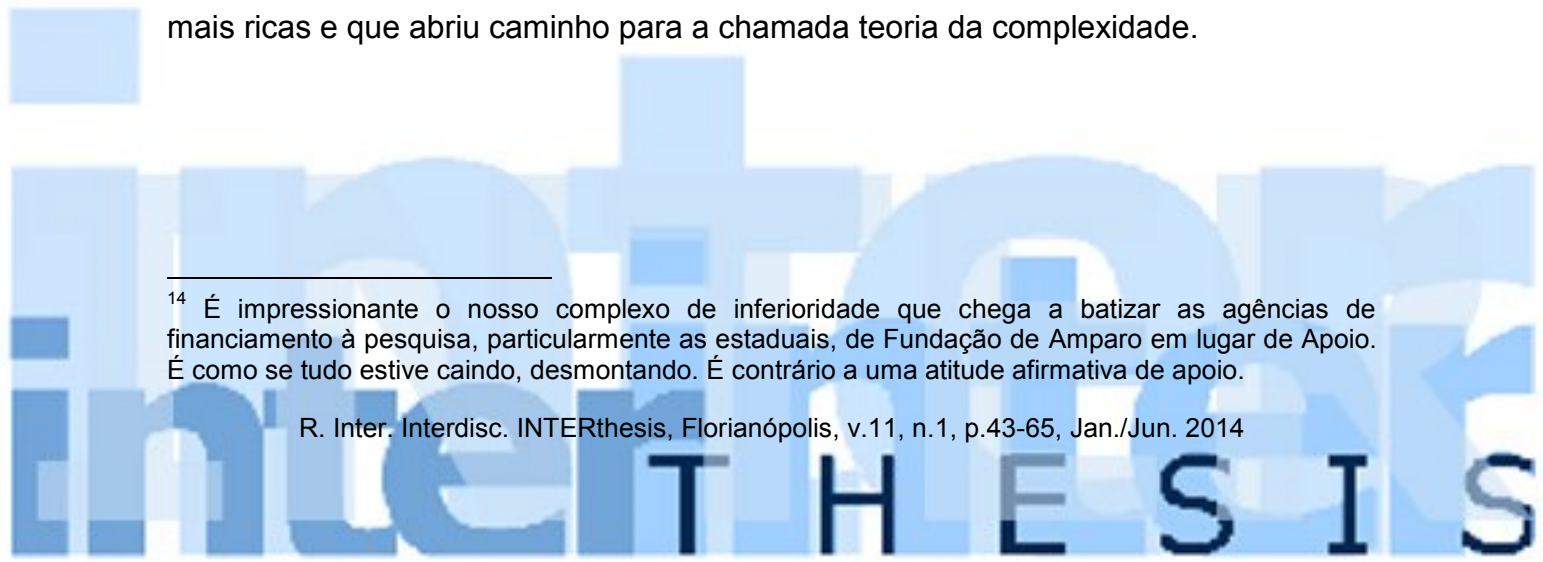 mais ricas e que abriu caminho para a chamada teoria da complexidade.
14 É impressionante o nosso complexo de inferioridade que chega a batizar as agências de
financiamento à pesquisa, particularmente as estaduais, de Fundação de Amparo em lugar de Apoio.
É como se tudo estive caindo, desmontando. É contrário a uma atitude afirmativa de apoio.
R. Inter. Interdisc. INTERthesis, Florianópolis, v.11, n.1, p.43-65, Jan./Jun. 2014
inter
inter
inter
THESIS